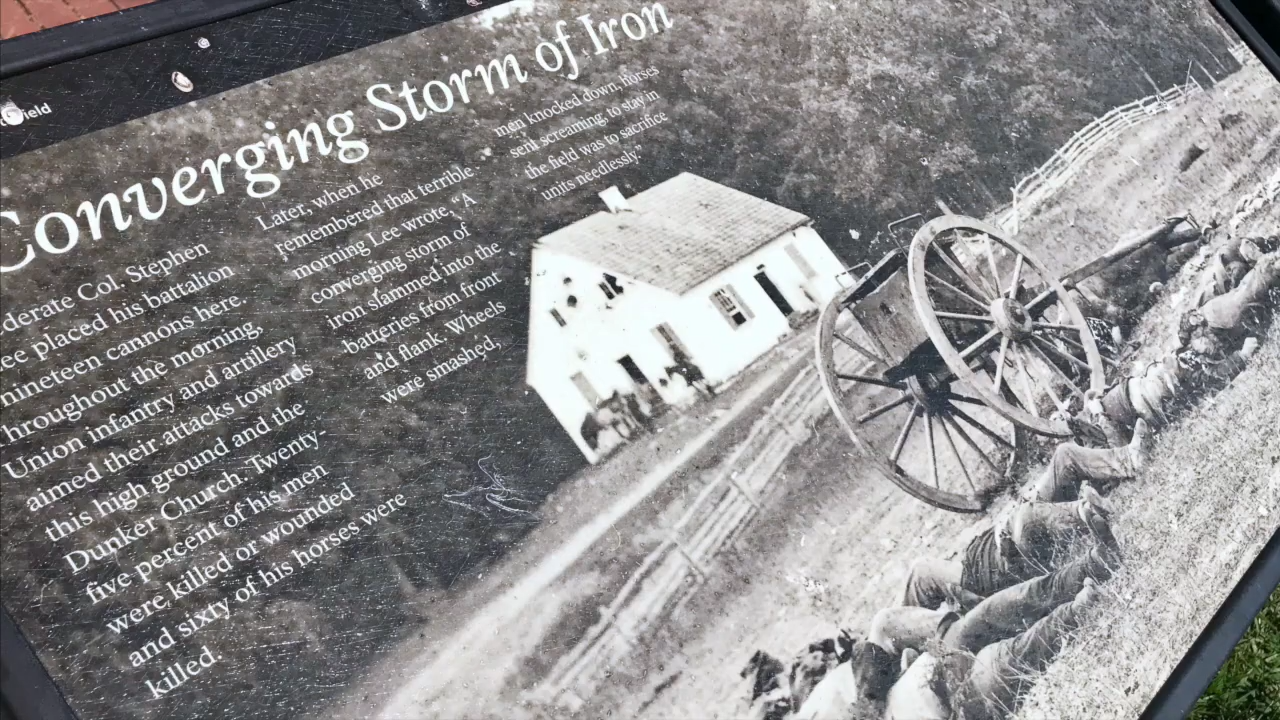 field
Converging Storm of Iron
derate Col. Stephen
ee placed his battalion
nineteen cannons here.
hroughout the morning,
Union infantry and artillery
aimed their attacks towards
this high ground and the
Dunker Church. Twenty-
five percent of his men
were killed or wounded
and sixty of his horses were
killed.
Later, when he
remembered that terrible
morning Lee wrote, “A
converging storm of
iron slammed into the
batteries from front
and flank. Wheels
were smashed,
men knocked down, horses
sent screaming, to stay in
the field was to sacrifice
units needlessly.”